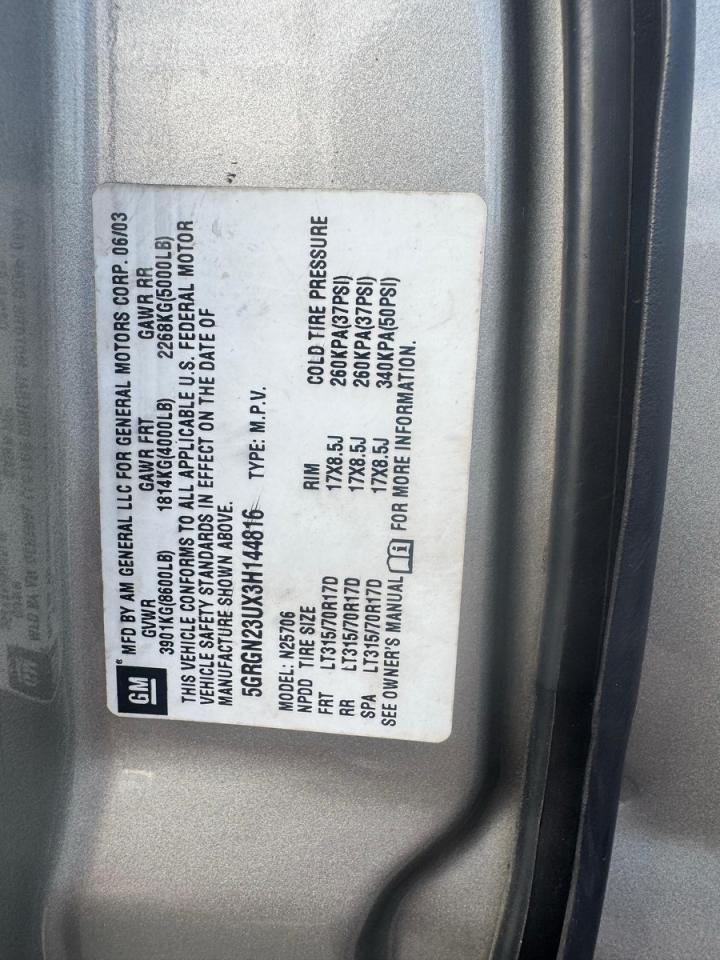 GM® MFD BY AM GENERAL LLC FOR GENERAL MOTORS CORP. 06/03
GVWR GAWR FRT GAWR RR
3901KG(8600LB) 1814KG(4000LB) 2268KG(5000LB)
THIS VEHICLE CONFORMS TO ALL APPLICABLE U.S. FEDERAL MOTOR
VEHICLE SAFETY STANDARDS IN EFFECT ON THE DATE OF
MANUFACTURE SHOWN ABOVE.
5GRGN23UX3H144816 TYPE: M.P.V.
MODEL: N25706
NPDD TIRE SIZE RIM COLD TIRE PRESSURE
FRT LT315/70R17D 17X8.5J 260KPA(37PSI)
RR LT315/70R17D 17X8.5J 260KPA(37PSI)
SPA LT315/70R17D 17X8.5J 340KPA(50PSI)
SEE OWNER'S MANUAL FOR MORE INFORMATION.